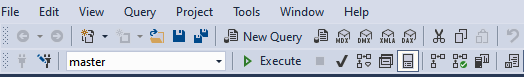 File Edit View Query Project Tools Window Help
New Query MDX DMX XMLA DAX
master Execute